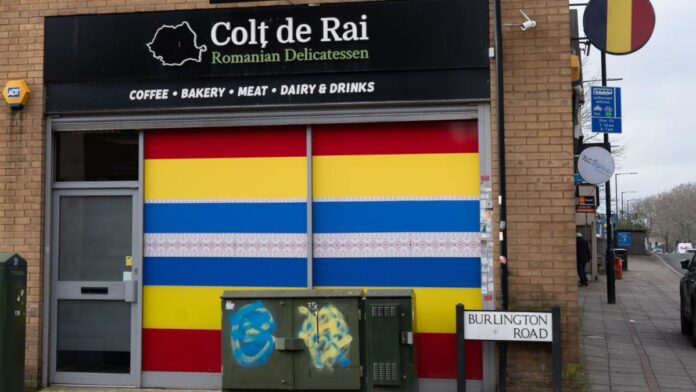 Colț de Rai
Romanian Delicatessen
COFFEE • BAKERY • MEAT • DAIRY & DRINKS
ADT
BURLINGTON
ROAD